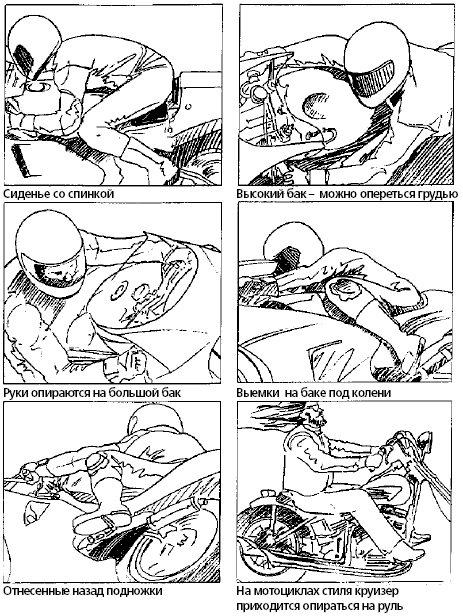 Сиденье со спинкой
Высокий бак – можно опереться грудью
Руки опираются на большой бак
Выемки на баке под колени
Отнесенные назад подножки
На мотоциклах стиля круизер
приходится опираться на руль